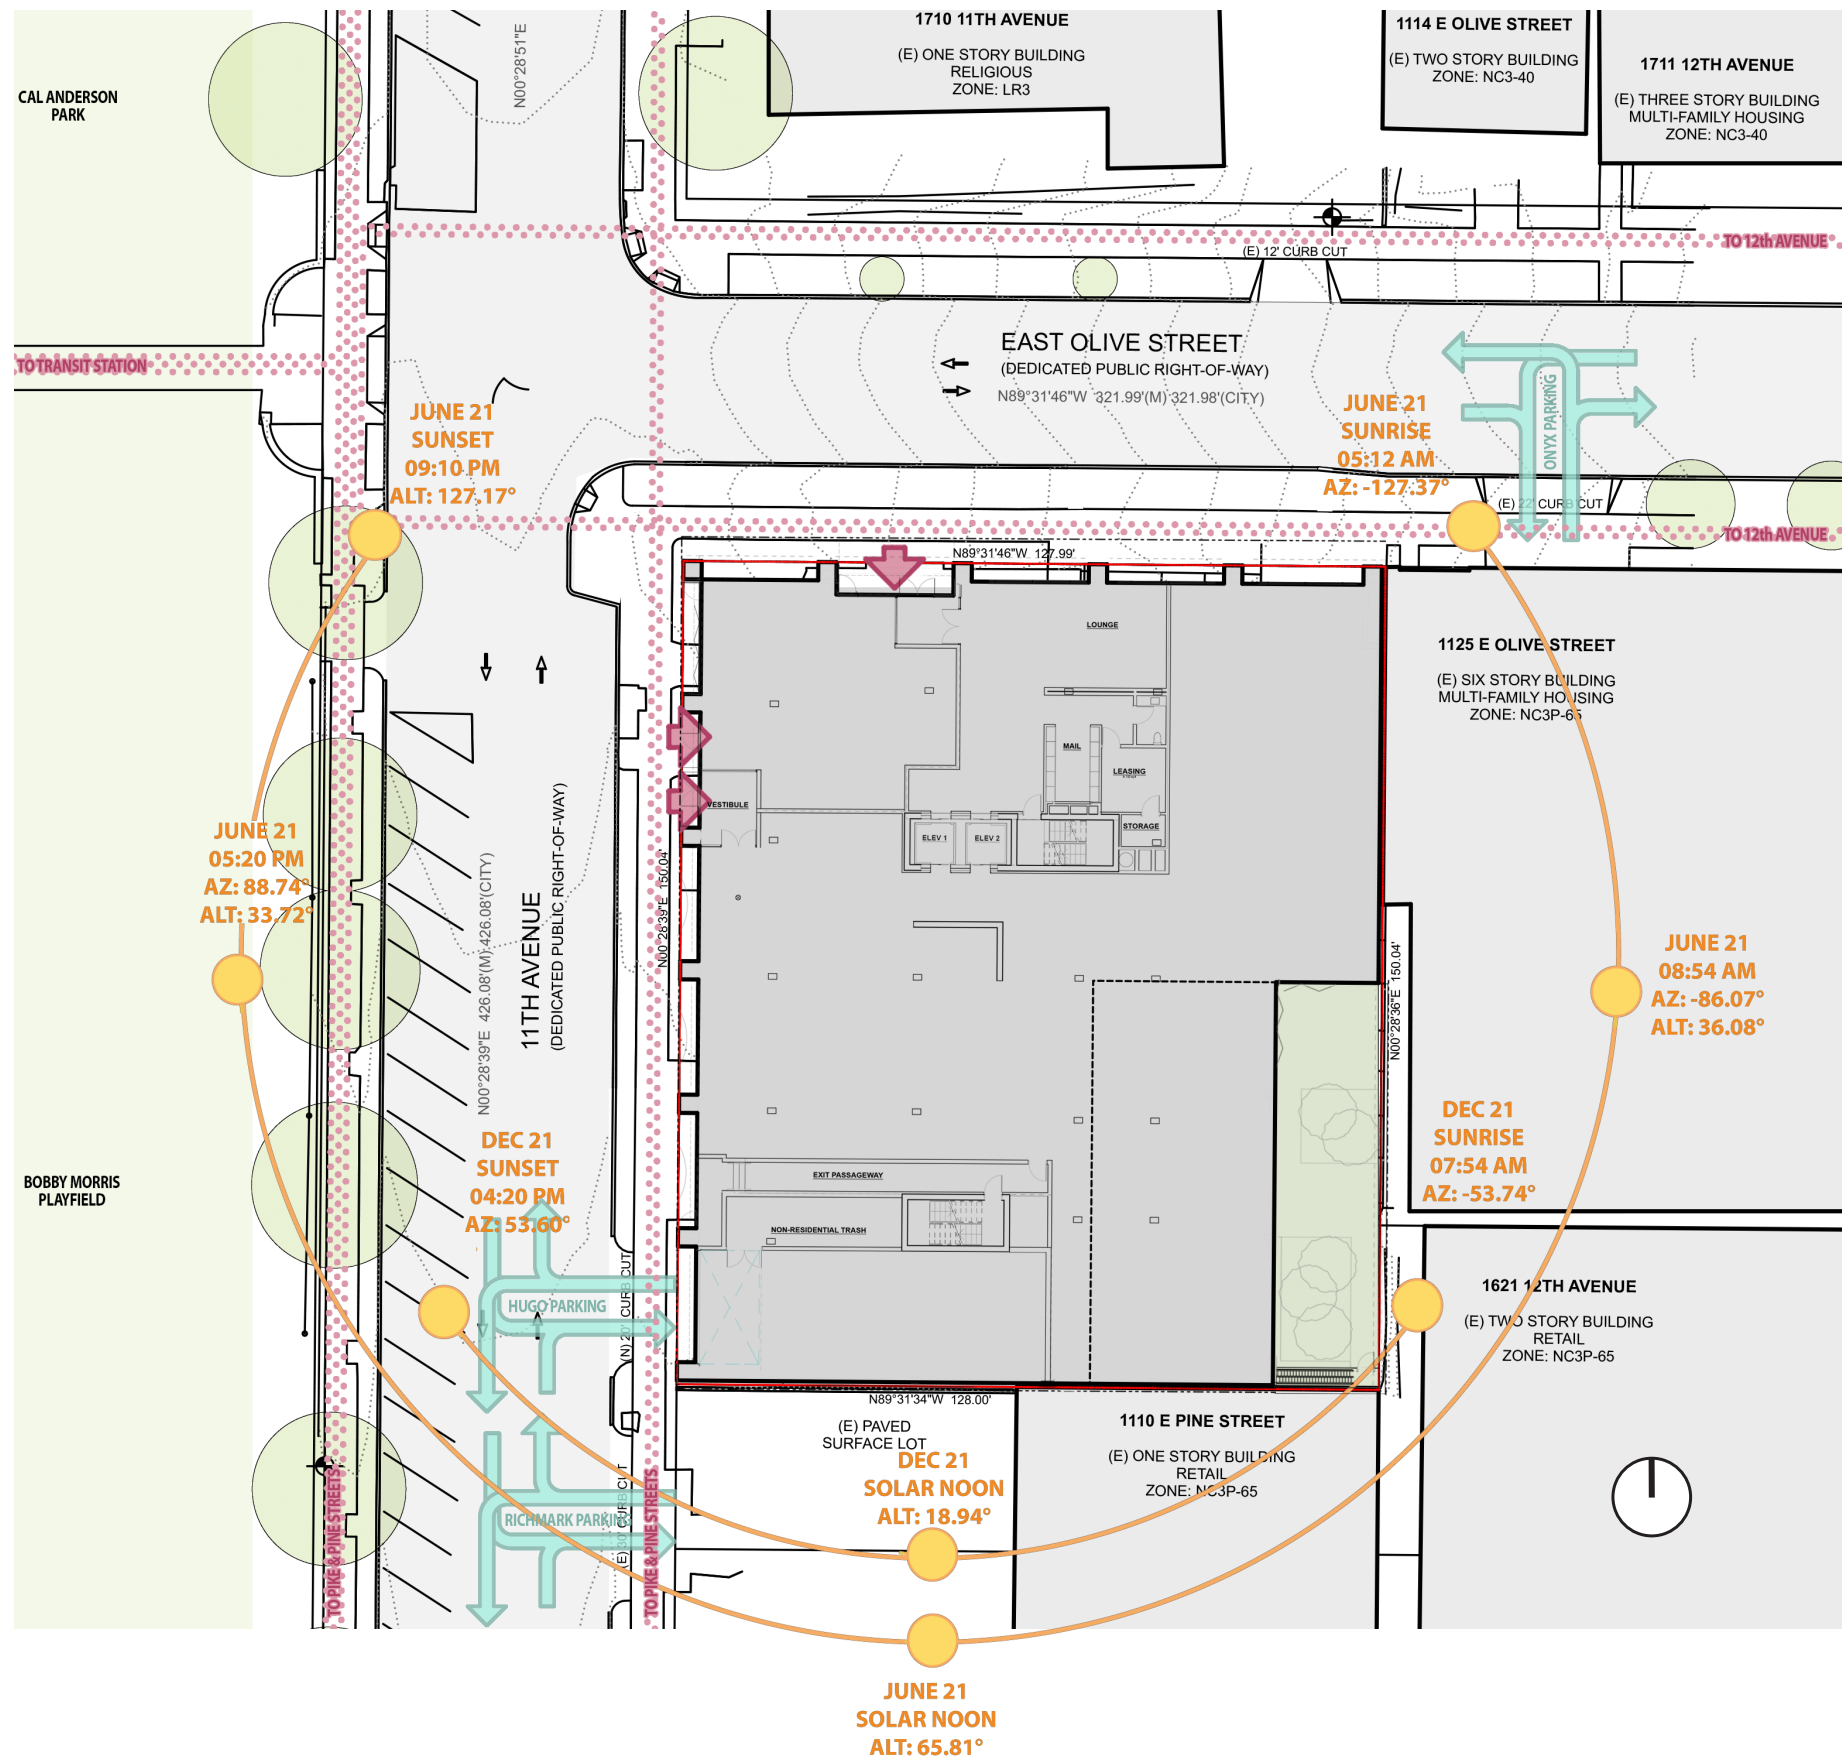 1710 11TH AVENUE
(E) ONE STORY BUILDING
RELIGIOUS
ZONE: LR3
1114 E OLIVE STREET
(E) TWO STORY BUILDING
ZONE: NC3-40
1711 12TH AVENUE
(E) THREE STORY BUILDING
MULTI-FAMILY HOUSING
ZONE: NC3-40
CAL ANDERSON
PARK
N00°28'51"E
TO 12th AVENUE
(E) 12' CURB CUT
EAST OLIVE STREET
(DEDICATED PUBLIC RIGHT-OF-WAY)
N89°31'46"W 321.99'(M) 321.98'(CITY)
TO TRANSIT STATION
JUNE 21
SUNSET
09:10 PM
ALT: 127.17°
JUNE 21
SUNRISE
05:12 AM
AZ: -127.37°
ONYX PARKING
(E) 22' CURB CUT
TO 12th AVENUE
N89°31'46"W 127.99'
LOUNGE
MAIL
LEASING
STORAGE
VESTIBULE
ELEV 1
ELEV 2
1125 E OLIVE STREET
(E) SIX STORY BUILDING
MULTI-FAMILY HOUSING
ZONE: NC3P-65
JUNE 21
05:20 PM
AZ: 88.74°
ALT: 33.72°
N00°28'39"E 426.08'(M) 426.08'(CITY)
11TH AVENUE
(DEDICATED PUBLIC RIGHT-OF-WAY)
N00°28'39"E 150.04'
N00°28'36"E 150.04'
JUNE 21
08:54 AM
AZ: -86.07°
ALT: 36.08°
DEC 21
SUNSET
04:20 PM
AZ: 53.60°
DEC 21
SUNRISE
07:54 AM
AZ: -53.74°
BOBBY MORRIS
PLAYFIELD
EXIT PASSAGEWAY
NON-RESIDENTIAL TRASH
HUGO PARKING
(N) 20' CURB CUT
1621 12TH AVENUE
(E) TWO STORY BUILDING
RETAIL
ZONE: NC3P-65
N89°31'34"W 128.00'
(E) PAVED
SURFACE LOT
1110 E PINE STREET
(E) ONE STORY BUILDING
RETAIL
ZONE: NC3P-65
DEC 21
SOLAR NOON
ALT: 18.94°
RICHMARK PARKING
(E) 30' CURB CUT
TO PIKE & PINE STREETS
TO PIKE & PINE STREETS
JUNE 21
SOLAR NOON
ALT: 65.81°